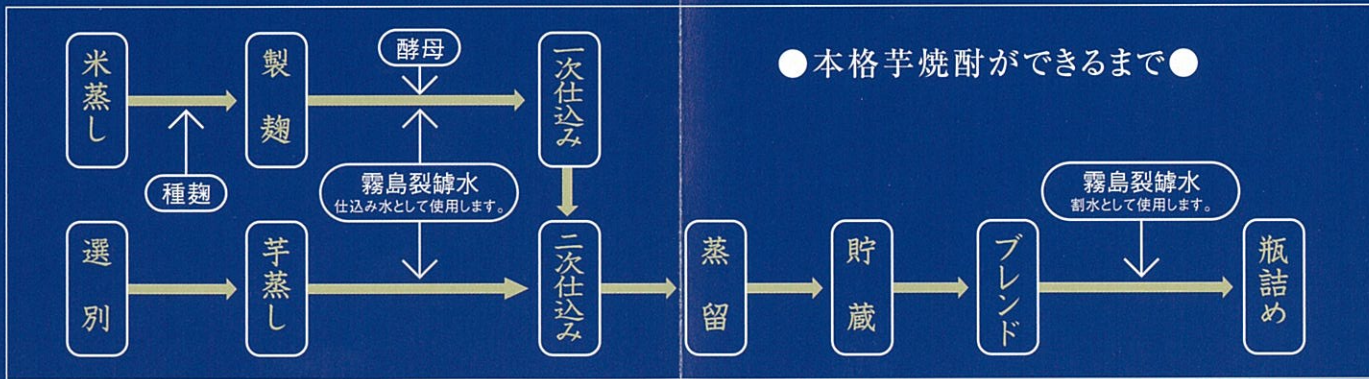 ●本格芋焼酎ができるまで●
米蒸し
種麹
製麹
酵母
霧島裂罅水
仕込み水として使用します。
一次仕込み
選別
芋蒸し
二次仕込み
蒸留
貯蔵
ブレンド
霧島裂罅水
割水として使用します。
瓶詰め